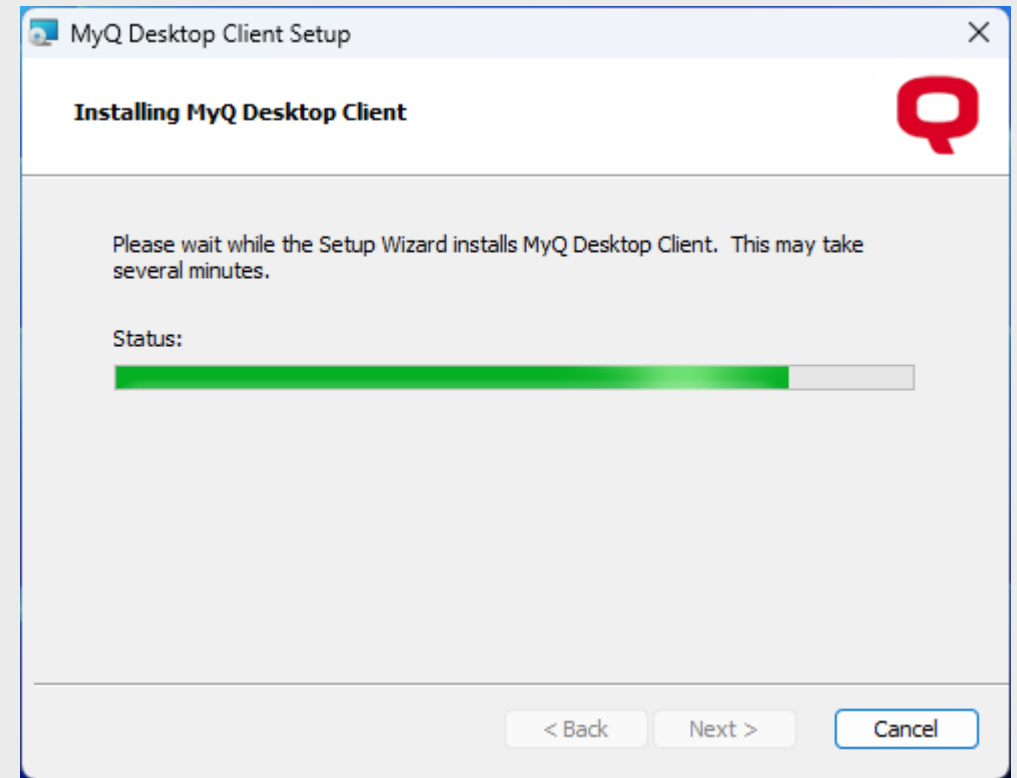 MyQ Desktop Client Setup
Installing MyQ Desktop Client
Please wait while the Setup Wizard installs MyQ Desktop Client.  This may take
several minutes.
Status:
< Back
Next >
Cancel